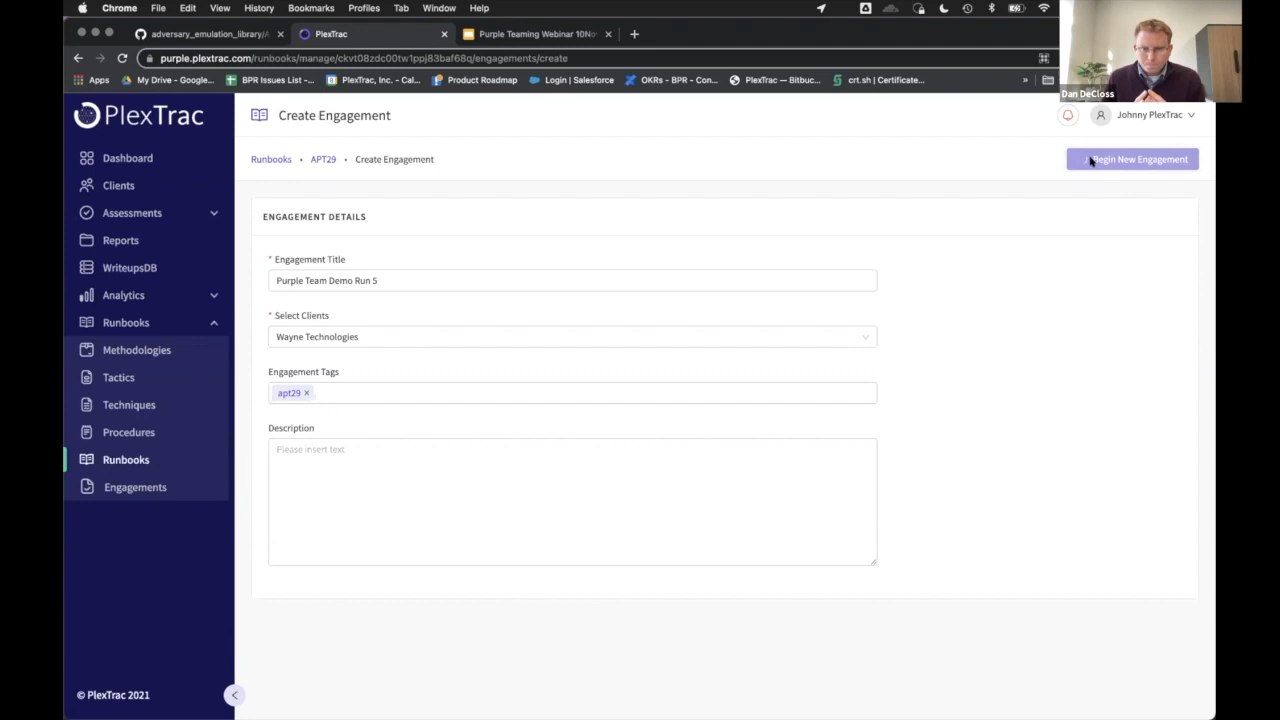 Chrome File Edit View History Bookmarks Profiles Tab Window Help
adversary_emulation_library/A
PlexTrac
Purple Teaming Webinar 10Nov
purple.plextrac.com/runbooks/manage/ckvt08zdc00tw1ppj83baf68q/engagements/create
Apps My Drive - Google... BPR Issues List -... PlexTrac, Inc. - Cal... Product Roadmap Login | Salesforce OKRs - BPR - Con... PlexTrac — Bitbuc... crt.sh | Certificate... »
Dan DeCloss
PlexTrac
Create Engagement
Johnny PlexTrac
Runbooks • APT29 • Create Engagement
Begin New Engagement
Dashboard
Clients
Assessments
Reports
WriteupsDB
Analytics
Runbooks
Methodologies
Tactics
Techniques
Procedures
Runbooks
Engagements
© PlexTrac 2021
ENGAGEMENT DETAILS
* Engagement Title
Purple Team Demo Run 5
* Select Clients
Wayne Technologies
Engagement Tags
apt29 ×
Description
Please insert text